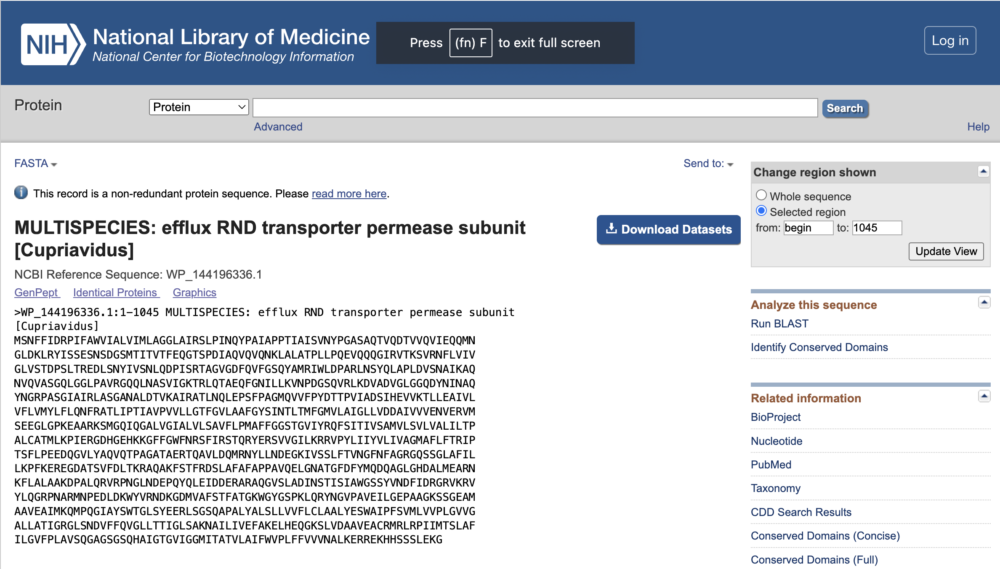 NIH National Library of Medicine
National Center for Biotechnology Information
Press (fn) F to exit full screen
Log in
Protein
Protein
Search
Advanced
Help
FASTA
Send to:
This record is a non-redundant protein sequence. Please read more here.
MULTISPECIES: efflux RND transporter permease subunit
[Cupriavidus]
Download Datasets
NCBI Reference Sequence: WP_144196336.1
GenPept Identical Proteins Graphics
>WP_144196336.1:1-1045 MULTISPECIES: efflux RND transporter permease subunit
[Cupriavidus]
MSNFFIDRPIFAWVIALVIMLAGGLAIRSLPINQYPAIAPPTIAISVNYPGASAQTVQDTVVQVIEQQMN
GLDKLRYISSESNSDGSMTITVTFEQGTSPDIAQVQVQNKLALATPLLPQEVQQQGIRVTKSVRNFLVIV
GLVSTDPSLTREDLSNYIVSNLQDPISRTAGVGDFQVFGSQYAMRIWLDPARLNSYQLAPLDVSNAIKAQ
NVQVASGQLGGLPAVRGQQLNASVIGKTRLQTAEQFGNILLKVNPDGSQVRLKDVADVGLGGQDYNINAQ
YNGRPASGIAIRLASGANALDTVKAIRATLNQLEPSFPAGMQVVFPYDTTPVIADSIHEVVKTLLEAIVL
VFLVMYLFLQNFRATLIPTIAVPVVLLGTFGVLAAFGYSINTLTMFGMVLAIGLLVDDAIVVVENVERVM
SEEGLGPKEAARKSMGQIQGALVGIALVLSAVFLPMAFFGGSTGVIYRQFSITIVSAMVLSVLVALILTP
ALCATMLKPIERGDHGEHKKGFFGWFNRSFIRSTQRYERSVVGILKRRVPYLIIYVLIVAGMAFLFTRIP
TSFLPEEDQGVLYAQVQTPAGATAERTQAVLDQMRNYLLNDEGKIVSSLFTVNGFNFAGRGQSSGLAFIL
LKPFKEREGDATSVFDLTKRAQAKFSTFRDSLAFAFAPPAVQELGNATGFDFYMQDQAGLGHDALMEARN
KFLALAAKDPALQRVRPNGLNDEPQYQLEIDDERARAQGVSLADINSTISIAWGSSYVNDFIDRGRVKRV
YLQGRPNARMNPEDLDKWYVRNDKGDMVAFSTFATGKWGYGSPKLQRYNGVPAVEILGEPAAGKSSGEAM
AAVEAIMKQMPQGIAYSWTGLSYEERLSGSQAPALYALSLLVVFLCLAALYESWAIPFSVMLVVPLGVVG
ALLATIGRGLSNDVFFQVGLLTTIGLSAKNAILIVEFAKELHEQGKSLVDAAVEACRMRLRPIIMTSLAF
ILGVFPLAVSQGAGSGSQHAIGTGVIGGMITATVLAIFWVPLFFVVVNALKERREKHHSSSLEKG
Change region shown
Whole sequence
Selected region
from: begin to: 1045
Update View
Analyze this sequence
Run BLAST
Identify Conserved Domains
Related information
BioProject
Nucleotide
PubMed
Taxonomy
CDD Search Results
Conserved Domains (Concise)
Conserved Domains (Full)